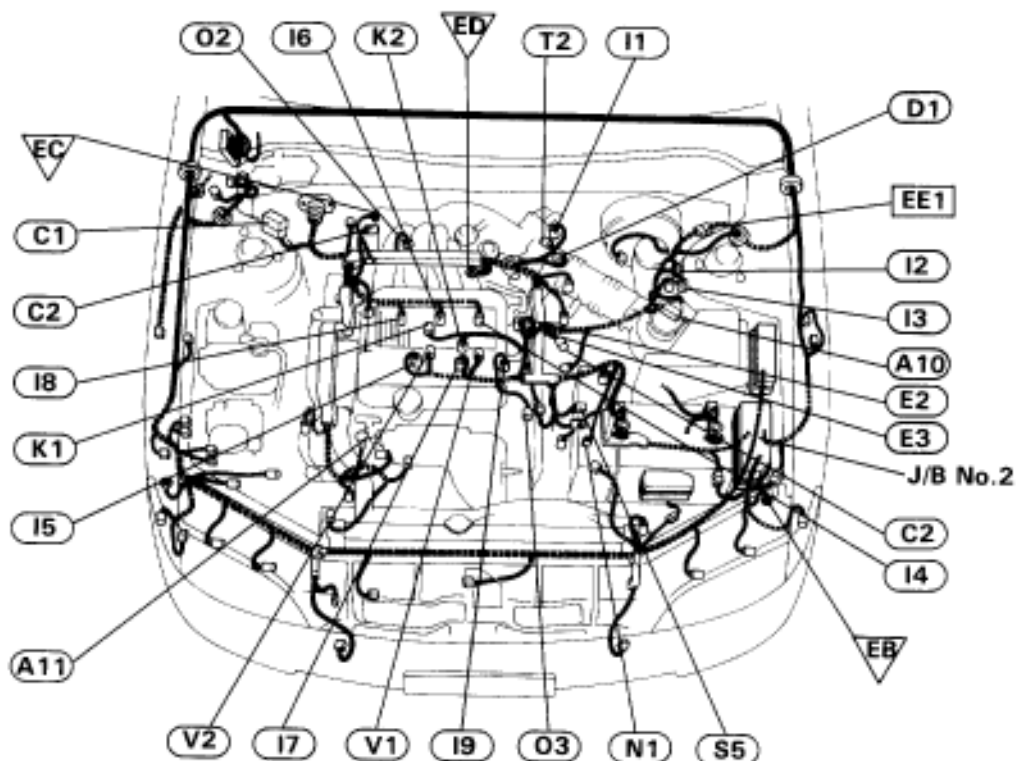 O2 I6 K2 ED T2 I1
D1
EC
EE1
C1
I2
C2
I3
I8
A10
E2
K1
E3
J/B No.2
I5
C2
I4
A11
EB
V2 I7 V1 I9 O3 N1 S5